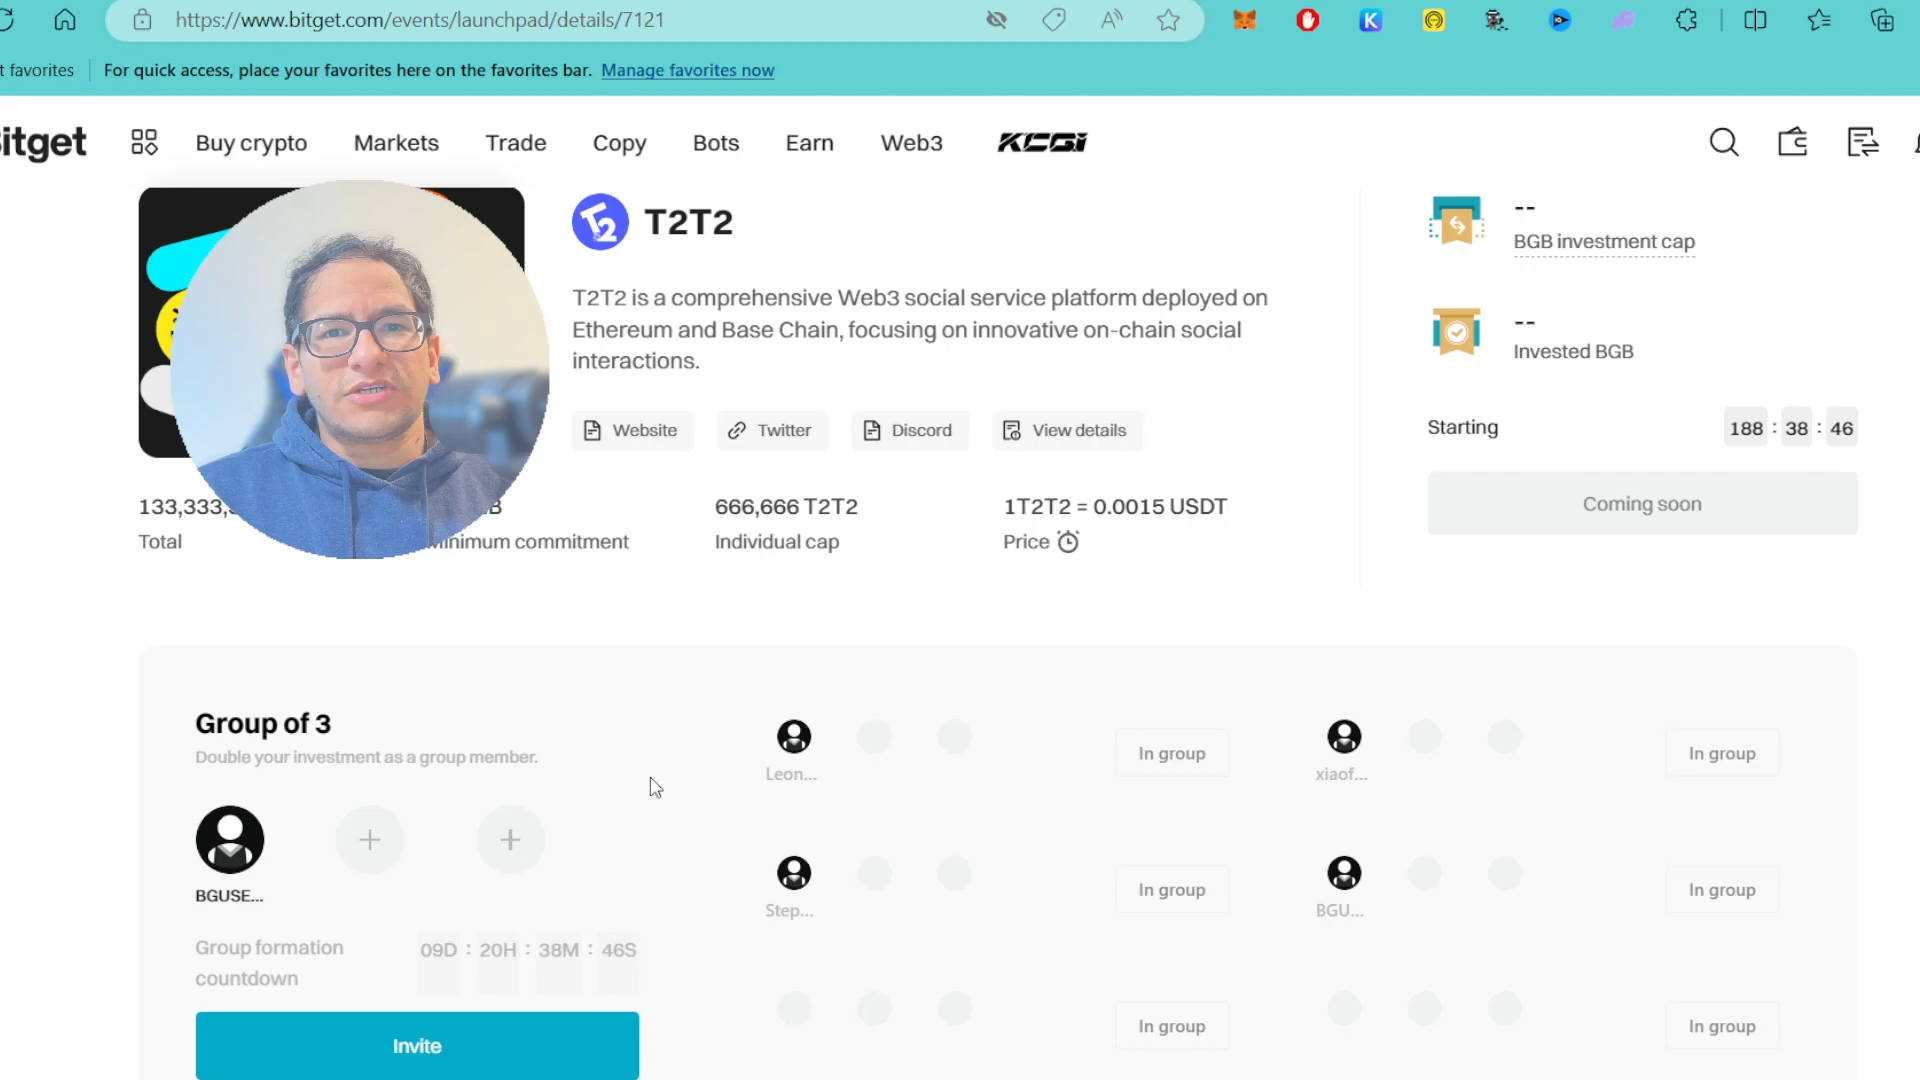 https://www.bitget.com/events/launchpad/details/7121
t favorites
For quick access, place your favorites here on the favorites bar. Manage favorites now
itget
Buy crypto
Markets
Trade
Copy
Bots
Earn
Web3
KCGI
T2 T2T2
T2T2 is a comprehensive Web3 social service platform deployed on
Ethereum and Base Chain, focusing on innovative on-chain social
interactions.
Website
Twitter
Discord
View details
133,333,
B
666,666 T2T2
1T2T2 = 0.0015 USDT
Total
Minimum commitment
Individual cap
Price
--
BGB investment cap
--
Invested BGB
Starting
188 : 38 : 46
Coming soon
Group of 3
Double your investment as a group member.
BGUSE...
Group formation
countdown
09D : 20H : 38M : 46S
Invite
Leon...
In group
xiaof...
In group
Step...
In group
BGU...
In group
In group
In group